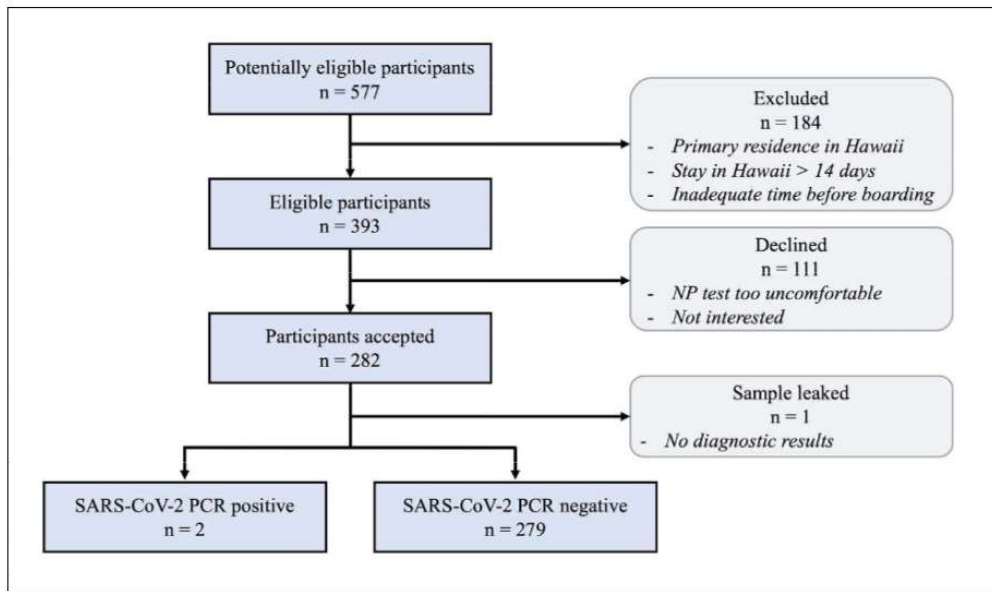 Potentially eligible participants
n = 577
Excluded
n = 184
- Primary residence in Hawaii
- Stay in Hawaii > 14 days
- Inadequate time before boarding
Eligible participants
n = 393
Declined
n = 111
- NP test too uncomfortable
- Not interested
Participants accepted
n = 282
Sample leaked
n = 1
- No diagnostic results
SARS-CoV-2 PCR positive
n = 2
SARS-CoV-2 PCR negative
n = 279